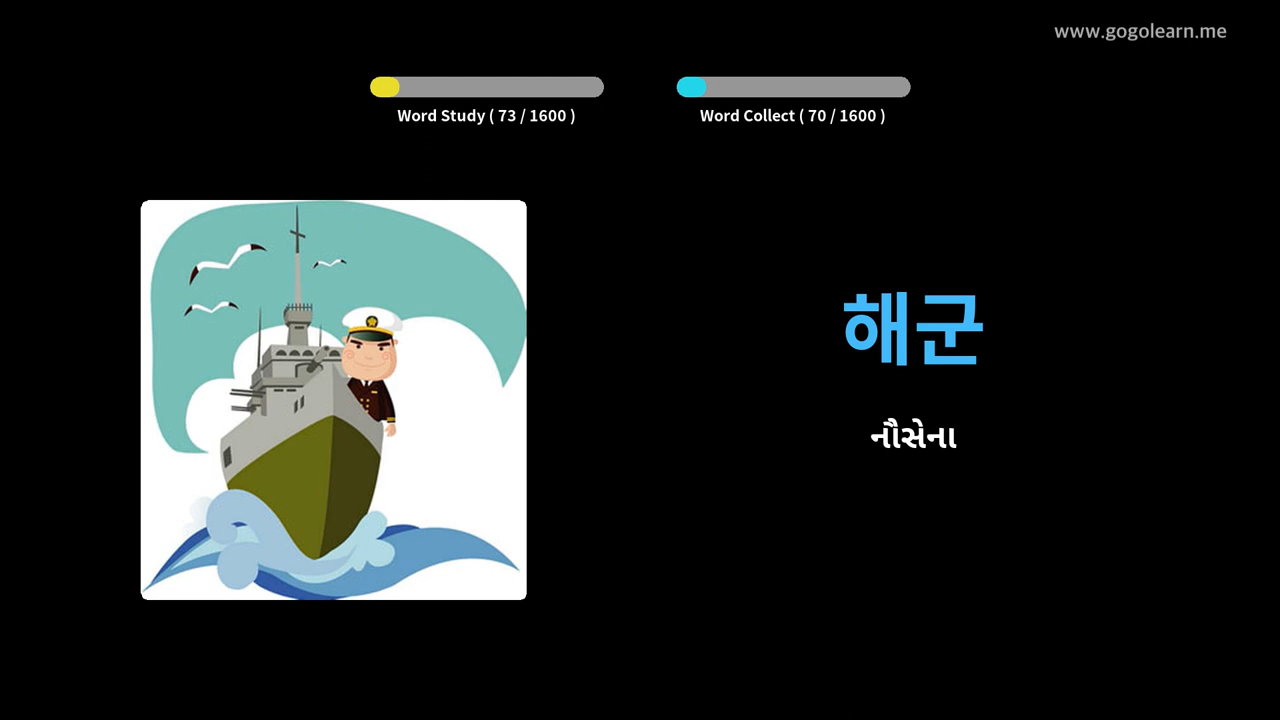 www.gogolearn.me
Word Study ( 73 / 1600 )
Word Collect ( 70 / 1600 )
해군
નૌસેના